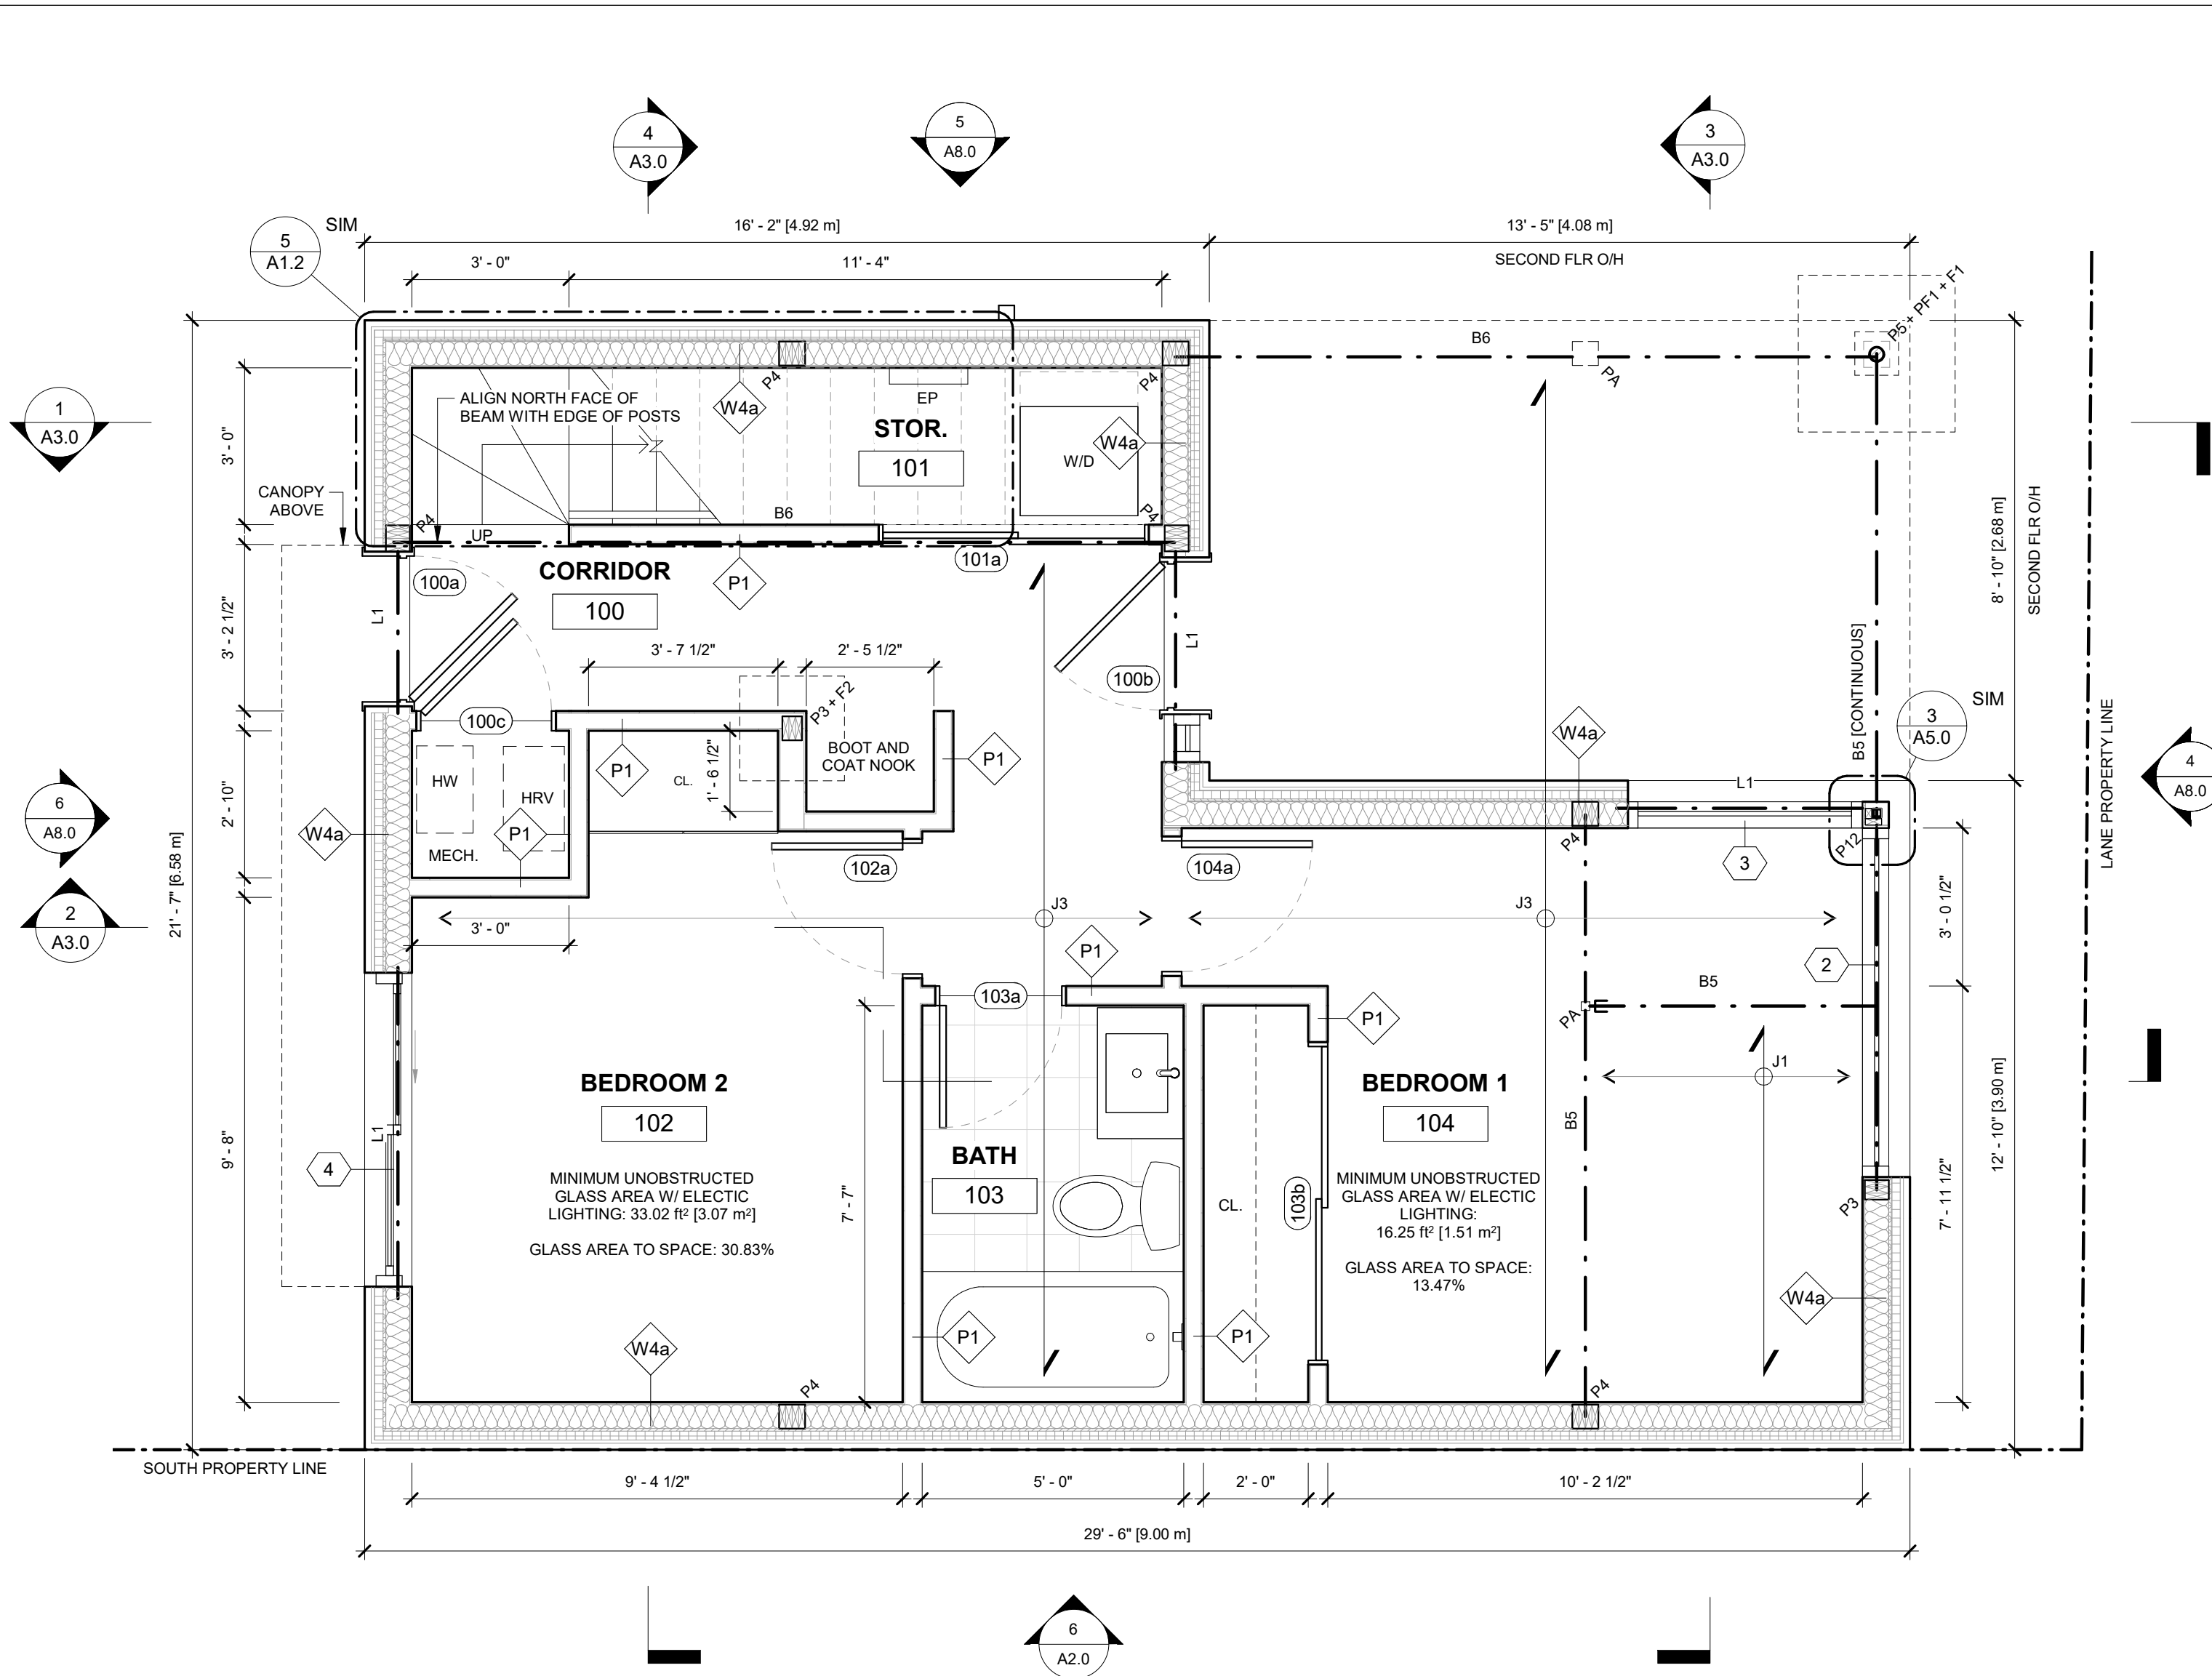 4
A3.0
5
A8.0
3
A3.0
5
A1.2
SIM
16' - 2" [4.92 m]
13' - 5" [4.08 m]
SECOND FLR O/H
3' - 0"
11' - 4"
P5 + PF1 + F1
B6
PA
1
A3.0
ALIGN NORTH FACE OF
BEAM WITH EDGE OF POSTS
W4a
P4
EP
STOR.
101
W4a
P4
W/D
3' - 0"
CANOPY
ABOVE
P4
UP
B6
P4
101a
100a
CORRIDOR
100
P1
L1
L1
3' - 2 1/2"
3' - 7 1/2"
2' - 5 1/2"
100b
100c
P3 + F2
BOOT AND
COAT NOOK
P1
P1
CL.
1' - 6 1/2"
HW
HRV
P1
MECH.
2' - 10"
W4a
6
A8.0
2
A3.0
21' - 7" [6.58 m]
8' - 10" [2.68 m]
SECOND FLR O/H
B5 [CONTINUOUS]
LANE PROPERTY LINE
3
A5.0
SIM
4
A8.0
W4a
L1
P4
P12
3
102a
104a
3' - 0"
J3
J3
P1
2
3' - 0 1/2"
B5
PA
103a
P1
J1
BEDROOM 2
102
MINIMUM UNOBSTRUCTED
GLASS AREA W/ ELECTIC
LIGHTING: 33.02 ft² [3.07 m²]
GLASS AREA TO SPACE: 30.83%
L1
4
9' - 8"
7' - 7"
BATH
103
CL.
103b
BEDROOM 1
104
MINIMUM UNOBSTRUCTED
GLASS AREA W/ ELECTIC
LIGHTING:
16.25 ft² [1.51 m²]
GLASS AREA TO SPACE:
13.47%
B5
P3
7' - 11 1/2"
12' - 10" [3.90 m]
W4a
W4a
P4
P1
P1
P4
SOUTH PROPERTY LINE
9' - 4 1/2"
5' - 0"
2' - 0"
10' - 2 1/2"
29' - 6" [9.00 m]
6
A2.0